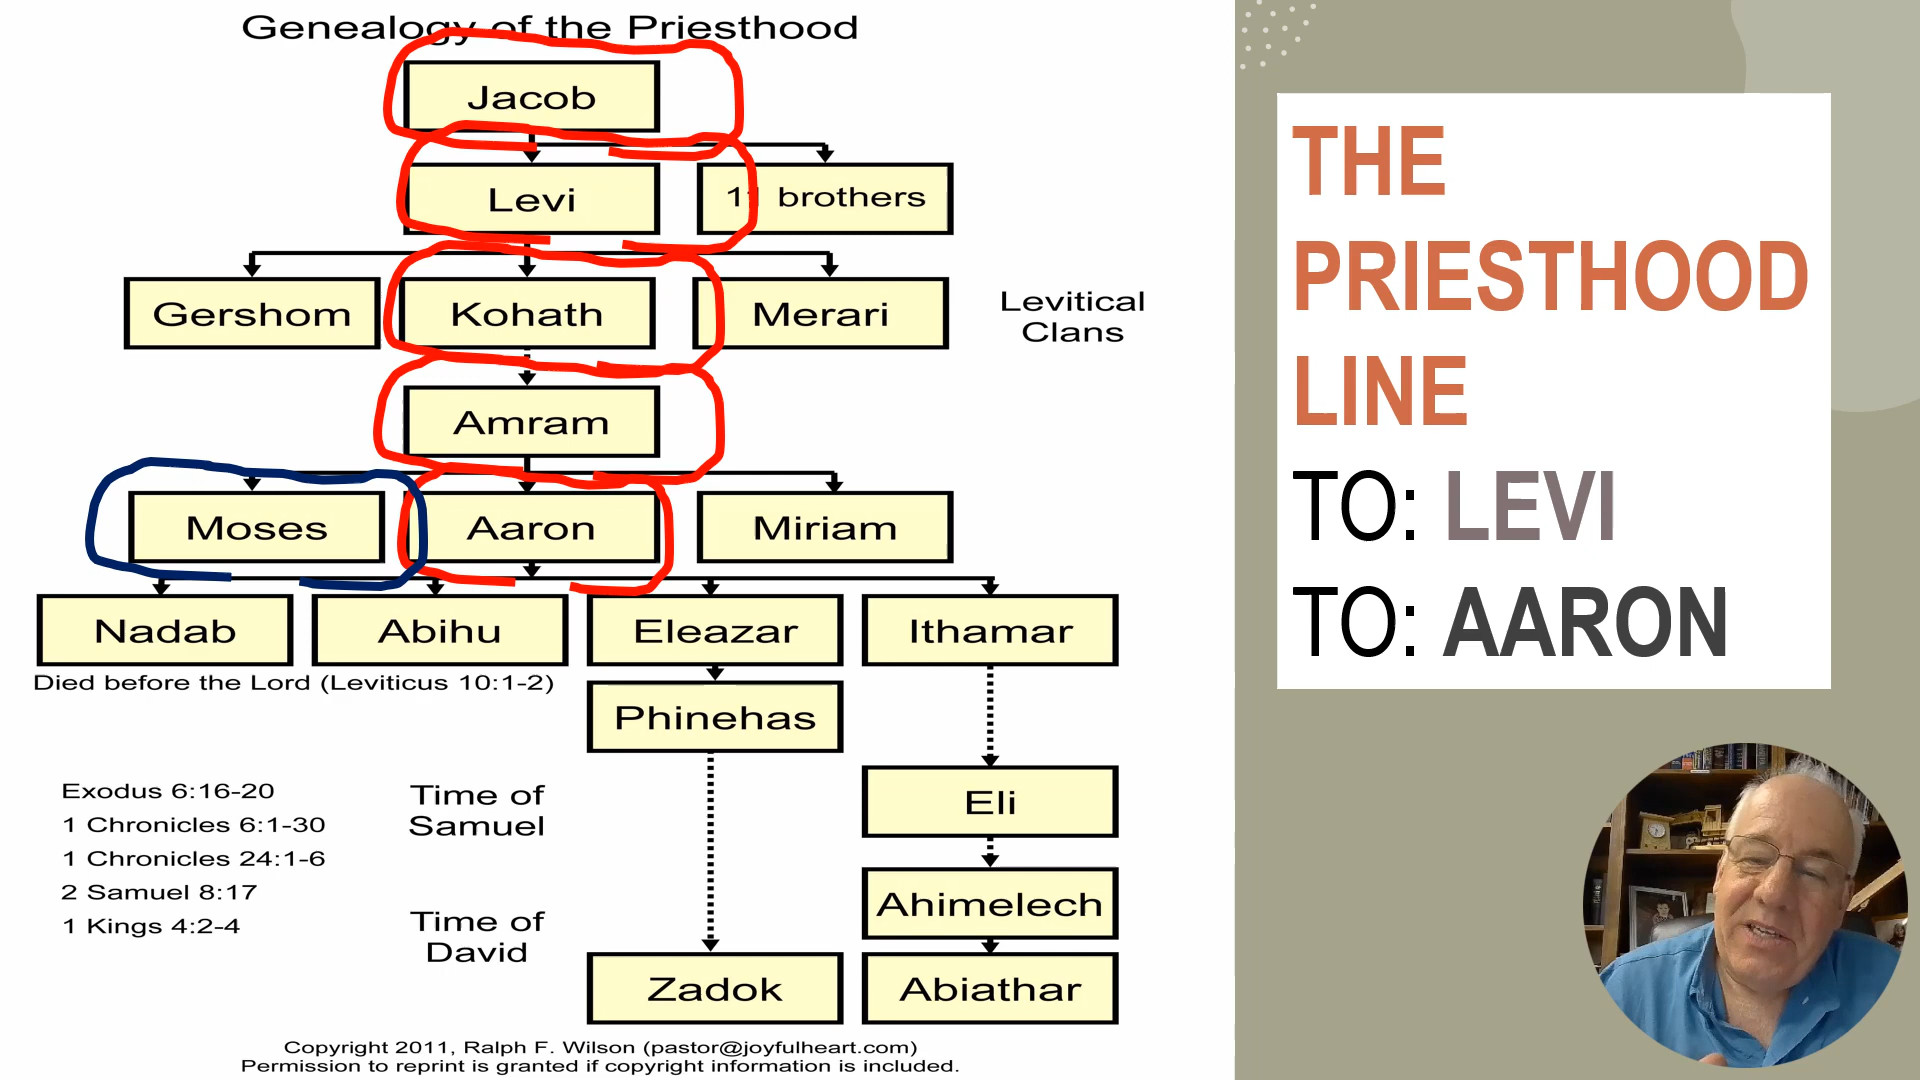 Genealogy of the Priesthood
Jacob
Levi
11 brothers
Gershom
Kohath
Merari
Levitical
Clans
Amram
Moses
Aaron
Miriam
Nadab
Abihu
Eleazar
Ithamar
Died before the Lord (Leviticus 10:1-2)
Phinehas
Exodus 6:16-20
1 Chronicles 6:1-30
1 Chronicles 24:1-6
2 Samuel 8:17
1 Kings 4:2-4
Time of
Samuel
Eli
Time of
David
Ahimelech
Zadok
Abiathar
Copyright 2011, Ralph F. Wilson (pastor@joyfulheart.com)
Permission to reprint is granted if copyright information is included.
THE
PRIESTHOOD
LINE
TO: LEVI
TO: AARON